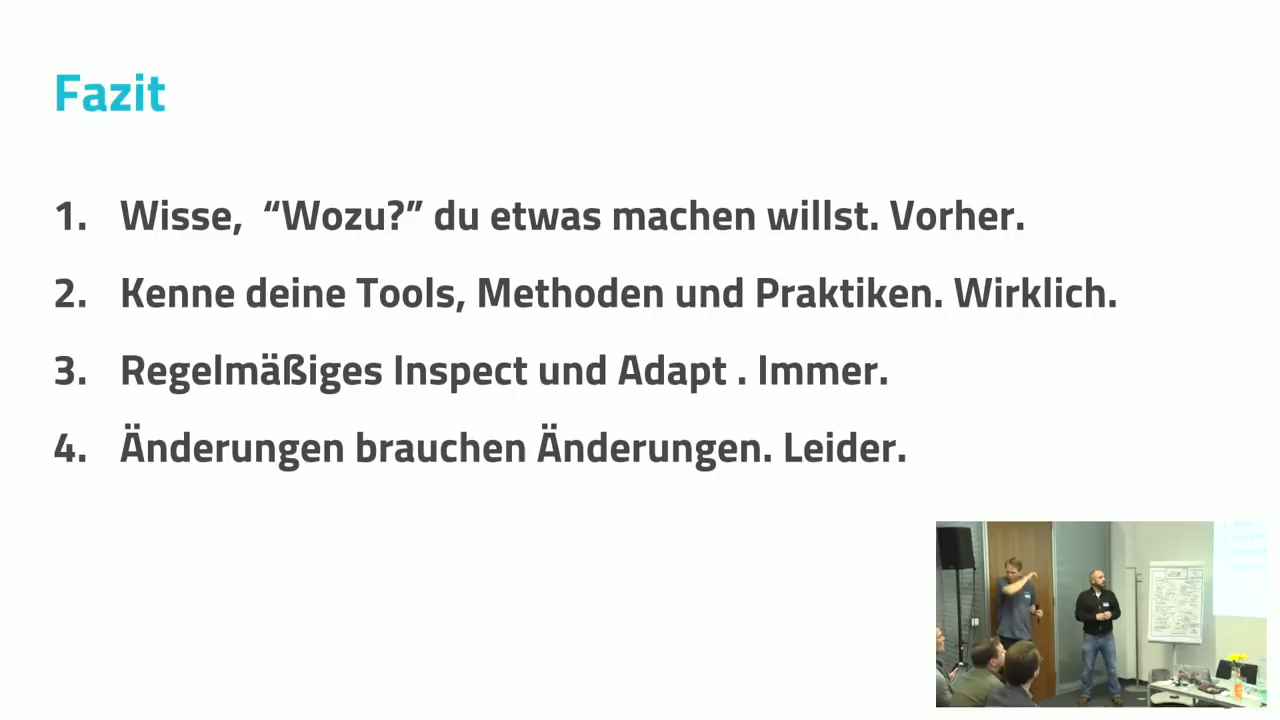 Fazit
1. Wisse, “Wozu?” du etwas machen willst. Vorher.
2. Kenne deine Tools, Methoden und Praktiken. Wirklich.
3. Regelmäßiges Inspect und Adapt . Immer.
4. Änderungen brauchen Änderungen. Leider.